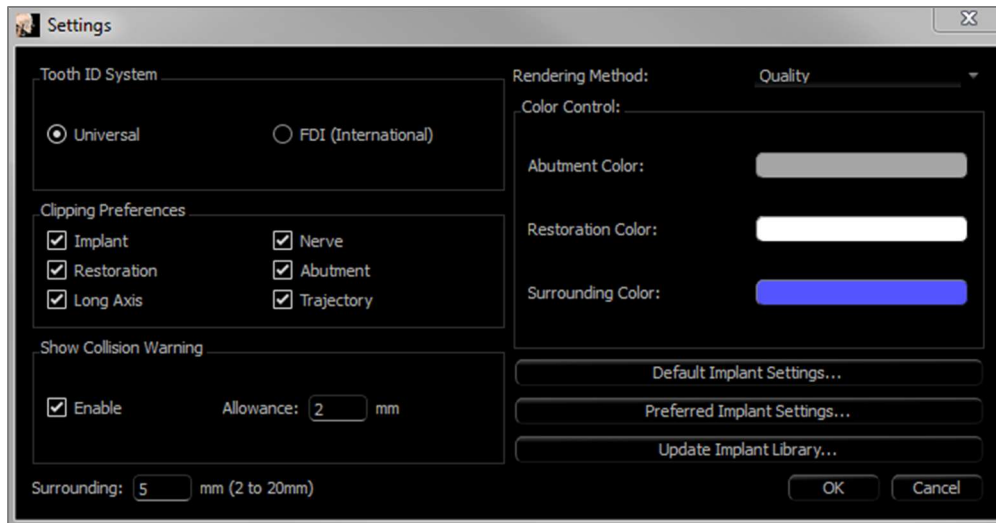 Settings
Tooth ID System
Universal
FDI (International)
Clipping Preferences
Implant
Nerve
Restoration
Abutment
Long Axis
Trajectory
Show Collision Warning
Enable
Allowance: 2 mm
Surrounding: 5 mm (2 to 20mm)
Rendering Method: Quality
Color Control:
Abutment Color:
Restoration Color:
Surrounding Color:
Default Implant Settings...
Preferred Implant Settings...
Update Implant Library...
OK
Cancel